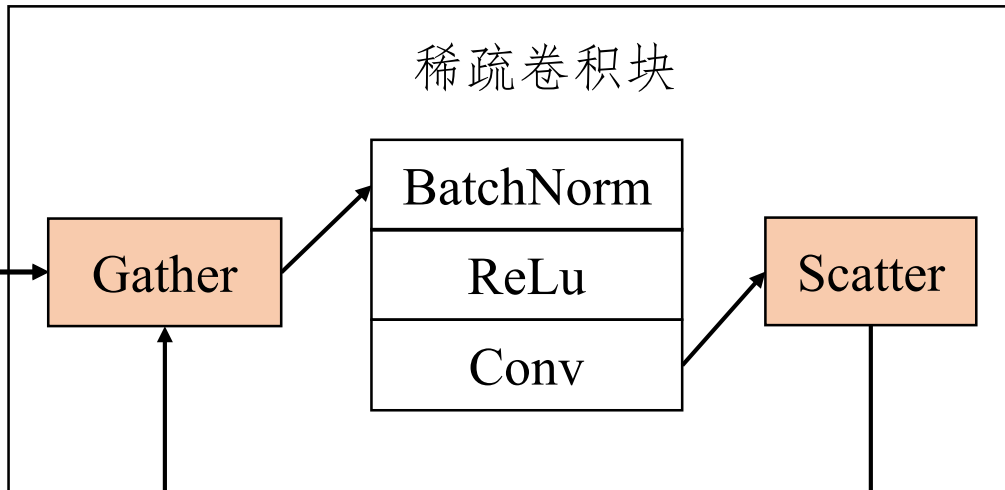 稀疏卷积块
BatchNorm
Gather
ReLu
Scatter
Conv